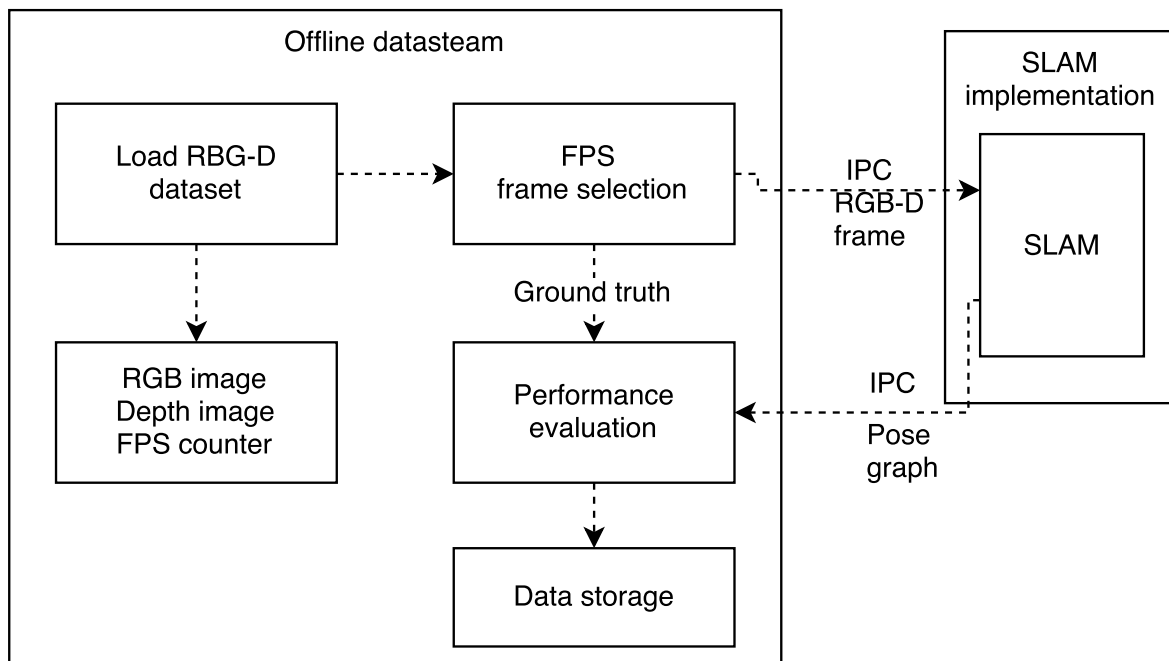 Offline datasteam
Load RBG-D
dataset
FPS
frame selection
Ground truth
RGB image
Depth image
FPS counter
Performance
evaluation
Data storage
IPC
RGB-D
frame
IPC
Pose
graph
SLAM
implementation
SLAM